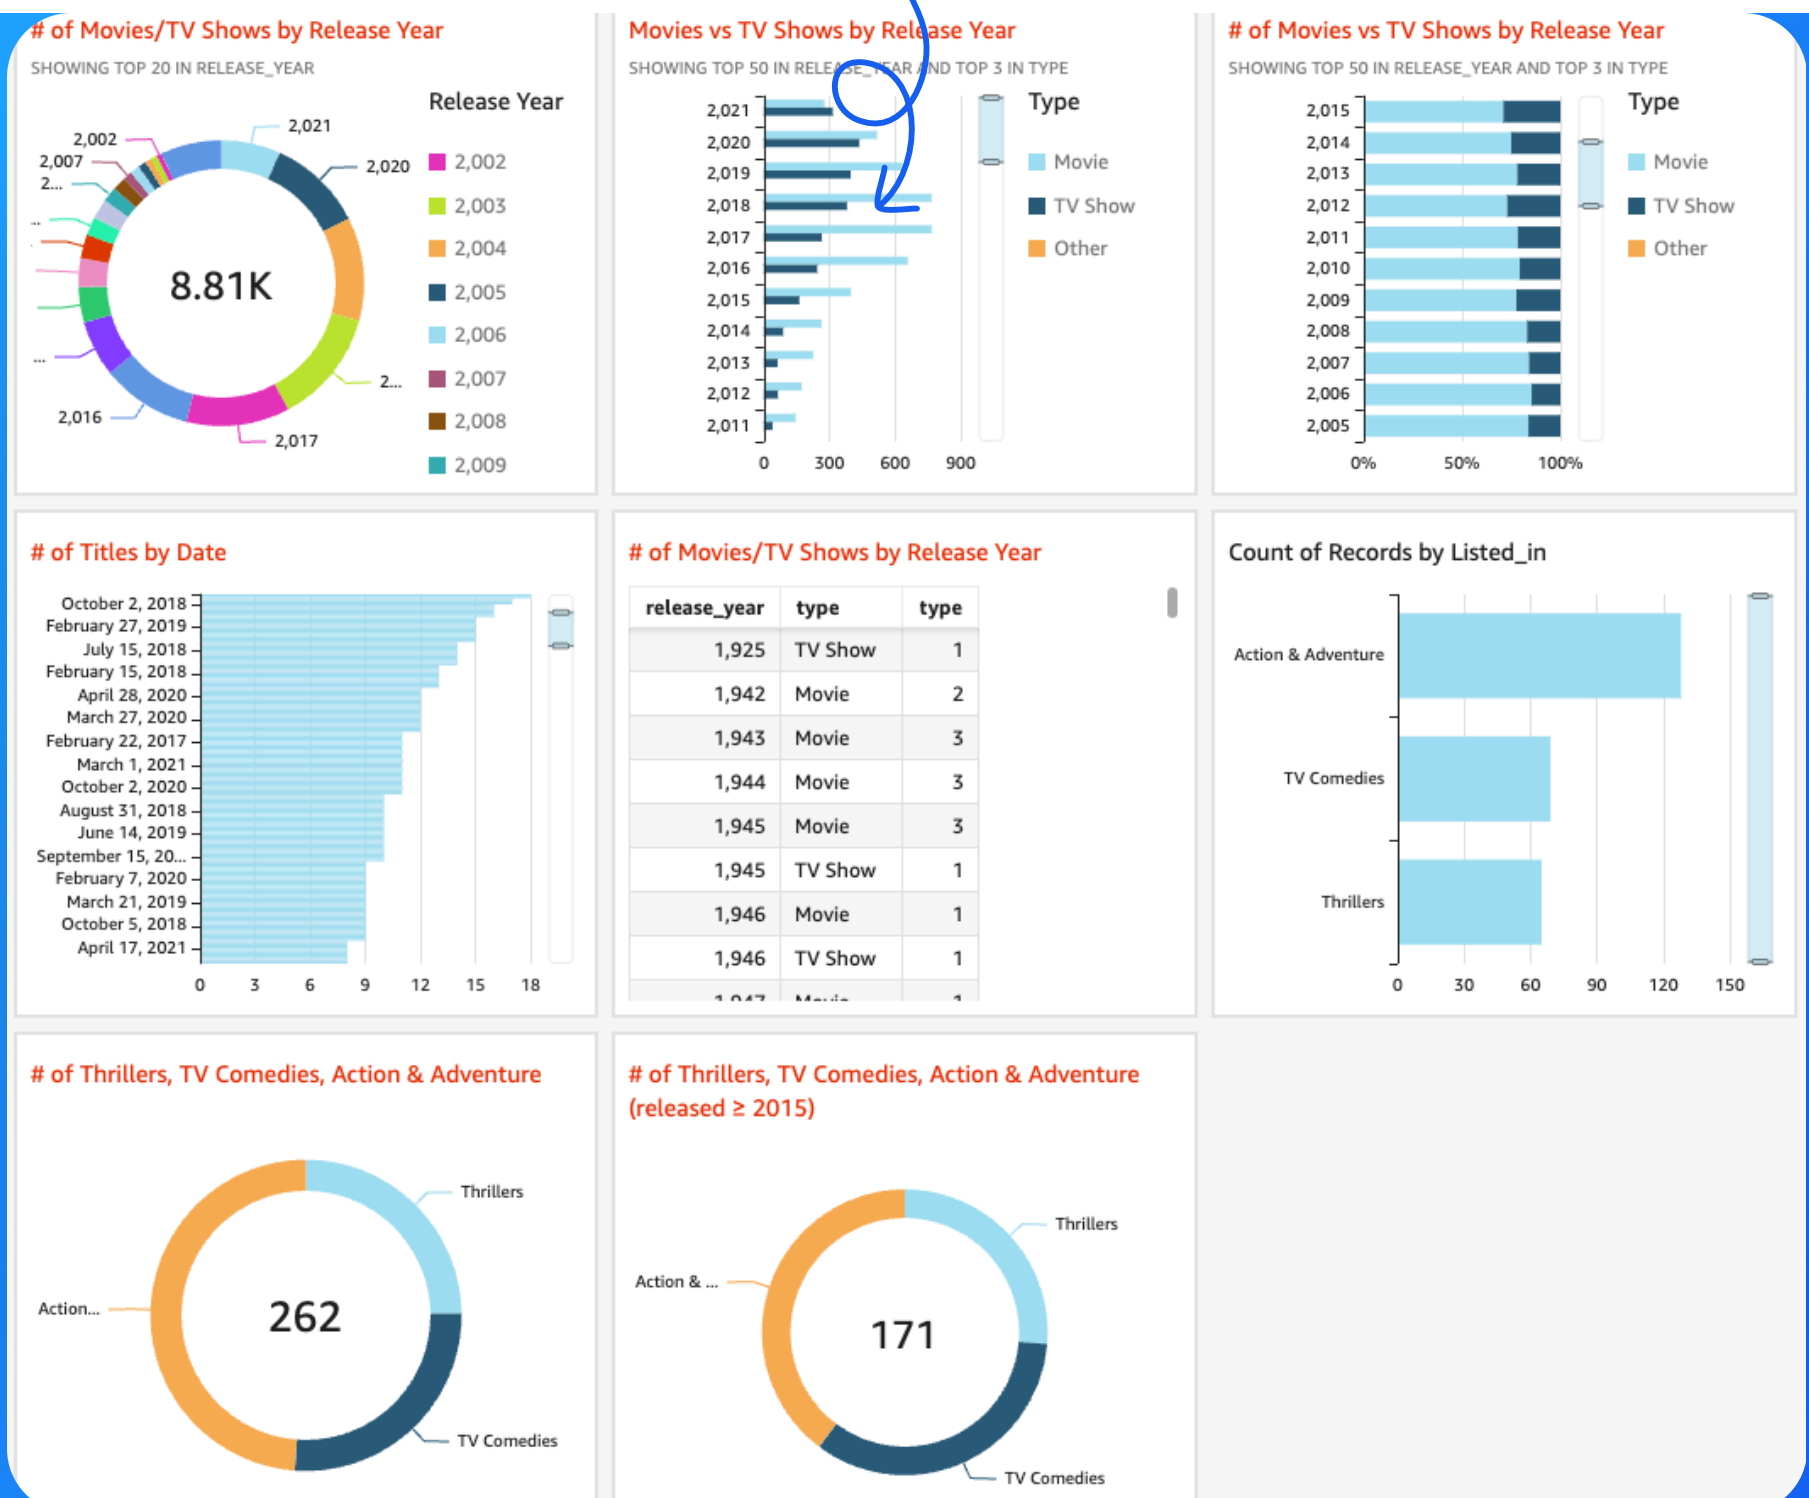 # of Movies/TV Shows by Release Year
SHOWING TOP 20 IN RELEASE_YEAR
Release Year
2,021
2,002
2,020
2,007
2...
...
...
2...
2,016
2,017
8.81K
2,002
2,003
2,004
2,005
2,006
2,007
2,008
2,009
Movies vs TV Shows by Release Year
SHOWING TOP 50 IN RELEASE_YEAR AND TOP 3 IN TYPE
2,021
2,020
2,019
2,018
2,017
2,016
2,015
2,014
2,013
2,012
2,011
0 300 600 900
Type
Movie
TV Show
Other
# of Movies vs TV Shows by Release Year
SHOWING TOP 50 IN RELEASE_YEAR AND TOP 3 IN TYPE
2,015
2,014
2,013
2,012
2,011
2,010
2,009
2,008
2,007
2,006
2,005
0% 50% 100%
Type
Movie
TV Show
Other
# of Titles by Date
October 2, 2018
February 27, 2019
July 15, 2018
February 15, 2018
April 28, 2020
March 27, 2020
February 22, 2017
March 1, 2021
October 2, 2020
August 31, 2018
June 14, 2019
September 15, 20...
February 7, 2020
March 21, 2019
October 5, 2018
April 17, 2021
0 3 6 9 12 15 18
# of Movies/TV Shows by Release Year
release_year type type
1,925 TV Show 1
1,942 Movie 2
1,943 Movie 3
1,944 Movie 3
1,945 Movie 3
1,945 TV Show 1
1,946 Movie 1
1,946 TV Show 1
1,947 Movie 1
Count of Records by Listed_in
Action & Adventure
TV Comedies
Thrillers
0 30 60 90 120 150
# of Thrillers, TV Comedies, Action & Adventure
Thrillers
Action...
262
TV Comedies
# of Thrillers, TV Comedies, Action & Adventure
(released ≥ 2015)
Thrillers
Action & ...
171
TV Comedies